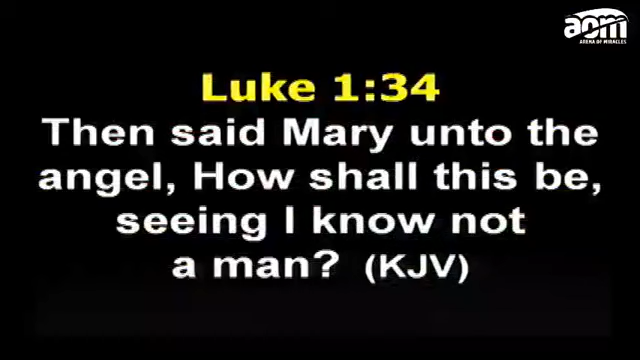 aom
ARENA OF MIRACLES
Luke 1:34
Then said Mary unto the
angel, How shall this be,
seeing I know not
a man? (KJV)